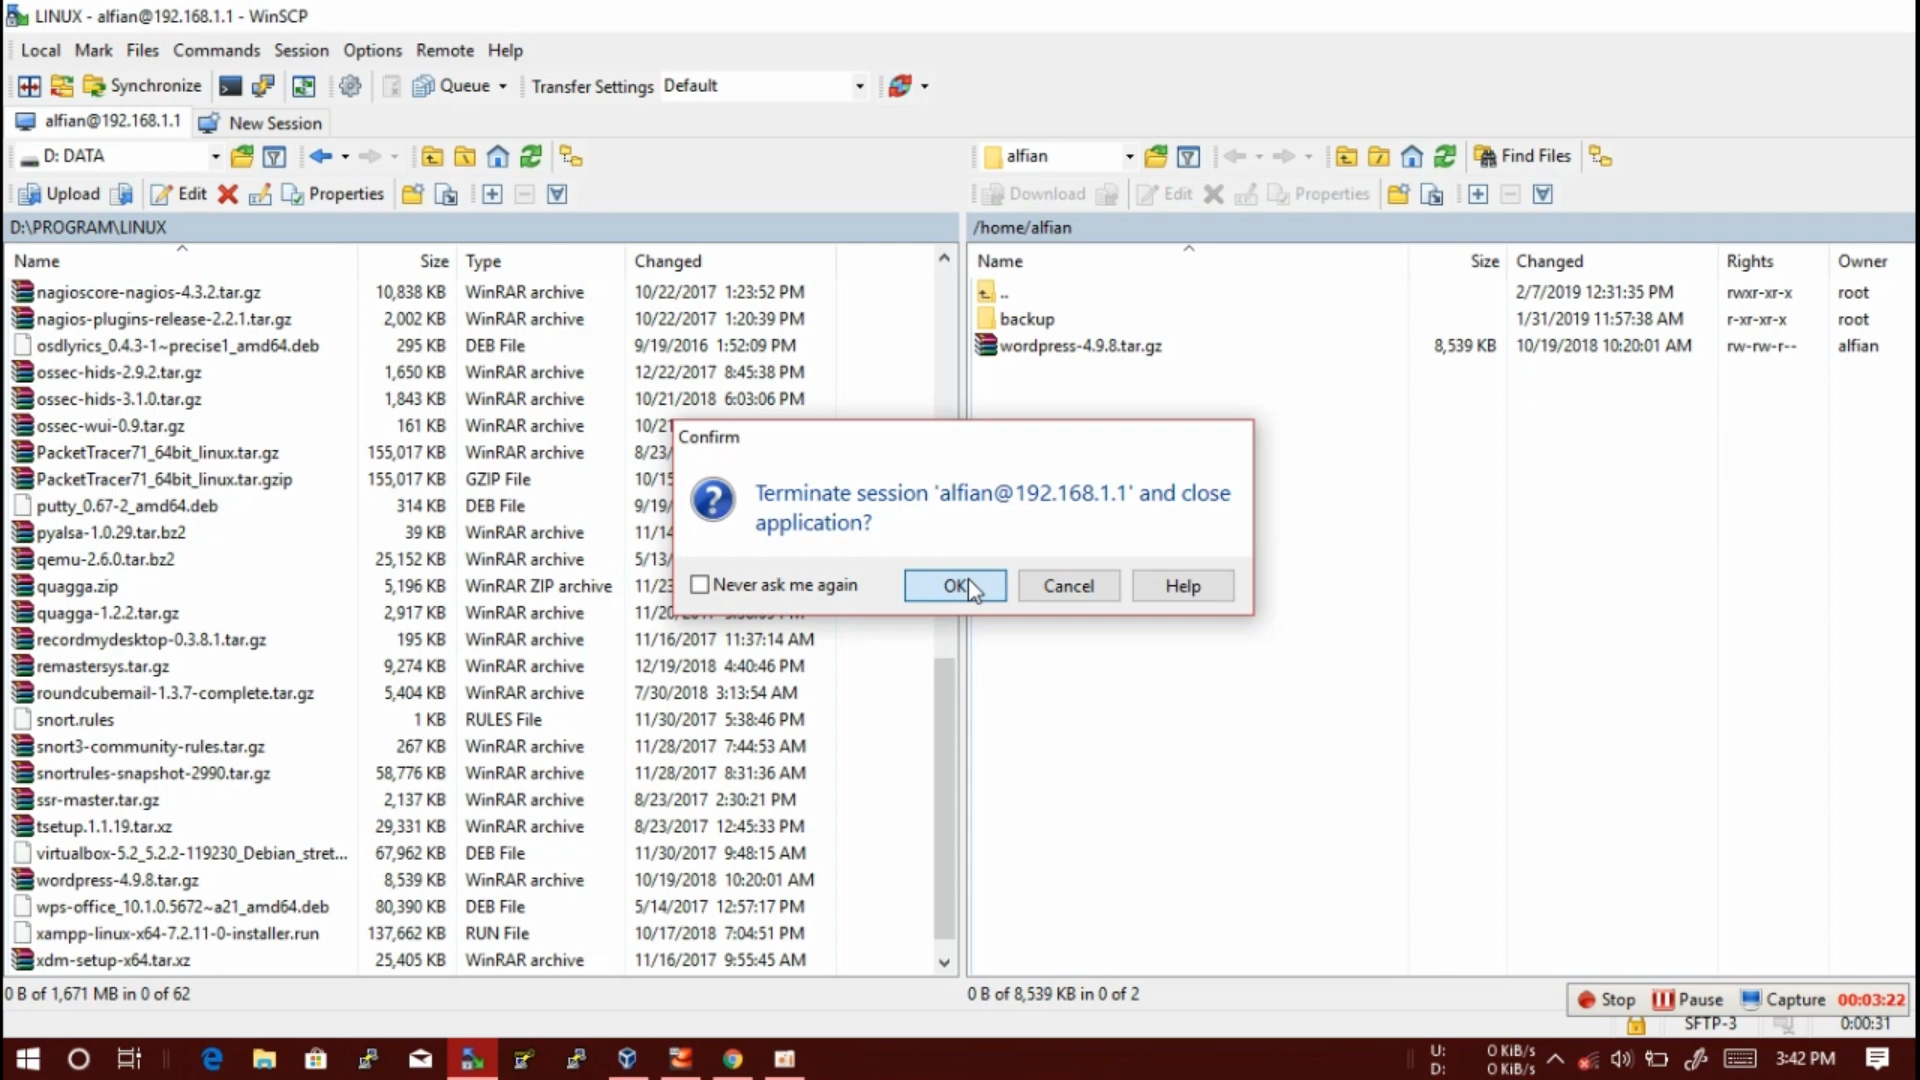 LINUX - alfian@192.168.1.1 - WinSCP
Local Mark Files Commands Session Options Remote Help
Synchronize Queue Transfer Settings Default
alfian@192.168.1.1 New Session
D: DATA
Upload Edit Properties
D:\PROGRAM\LINUX
Name Size Type Changed
nagioscore-nagios-4.3.2.tar.gz 10,838 KB WinRAR archive 10/22/2017 1:23:52 PM
nagios-plugins-release-2.2.1.tar.gz 2,002 KB WinRAR archive 10/22/2017 1:20:39 PM
osdlyrics_0.4.3-1~precise1_amd64.deb 295 KB DEB File 9/19/2016 1:52:09 PM
ossec-hids-2.9.2.tar.gz 1,650 KB WinRAR archive 12/22/2017 8:45:38 PM
ossec-hids-3.1.0.tar.gz 1,843 KB WinRAR archive 10/21/2018 6:03:06 PM
ossec-wui-0.9.tar.gz 161 KB WinRAR archive 10/21
PacketTracer71_64bit_linux.tar.gz 155,017 KB WinRAR archive 8/23/
PacketTracer71_64bit_linux.tar.gzip 155,017 KB GZIP File 10/15
putty_0.67-2_amd64.deb 314 KB DEB File 9/19/
pyalsa-1.0.29.tar.bz2 39 KB WinRAR archive 11/14
qemu-2.6.0.tar.bz2 25,152 KB WinRAR archive 5/13/
quagga.zip 5,196 KB WinRAR ZIP archive 11/23
quagga-1.2.2.tar.gz 2,917 KB WinRAR archive 11/20
recordmydesktop-0.3.8.1.tar.gz 195 KB WinRAR archive 11/16/2017 11:37:14 AM
remastersys.tar.gz 9,274 KB WinRAR archive 12/19/2018 4:40:46 PM
roundcubemail-1.3.7-complete.tar.gz 5,404 KB WinRAR archive 7/30/2018 3:13:54 AM
snort.rules 1 KB RULES File 11/30/2017 5:38:46 PM
snort3-community-rules.tar.gz 267 KB WinRAR archive 11/28/2017 7:44:53 AM
snortrules-snapshot-2990.tar.gz 58,776 KB WinRAR archive 11/28/2017 8:31:36 AM
ssr-master.tar.gz 2,137 KB WinRAR archive 8/23/2017 2:30:21 PM
tsetup.1.1.19.tar.xz 29,331 KB WinRAR archive 8/23/2017 12:45:33 PM
virtualbox-5.2_5.2.2-119230_Debian_stret... 67,962 KB DEB File 11/30/2017 9:48:15 AM
wordpress-4.9.8.tar.gz 8,539 KB WinRAR archive 10/19/2018 10:20:01 AM
wps-office_10.1.0.5672~a21_amd64.deb 80,390 KB DEB File 5/14/2017 12:57:17 PM
xampp-linux-x64-7.2.11-0-installer.run 137,662 KB RUN File 10/17/2018 7:04:51 PM
xdm-setup-x64.tar.xz 25,405 KB WinRAR archive 11/16/2017 9:55:45 AM
0 B of 1,671 MB in 0 of 62
alfian Find Files
Download Edit Properties
/home/alfian
Name Size Changed Rights Owner
.. 2/7/2019 12:31:35 PM rwxr-xr-x root
backup 1/31/2019 11:57:38 AM r-xr-xr-x root
wordpress-4.9.8.tar.gz 8,539 KB 10/19/2018 10:20:01 AM rw-rw-r-- alfian
0 B of 8,539 KB in 0 of 2
Confirm
Terminate session 'alfian@192.168.1.1' and close
application?
Never ask me again OK Cancel Help
Stop Pause Capture 00:03:22
SFTP-3 0:00:31
U: 0 KiB/s
D: 0 KiB/s
3:42 PM